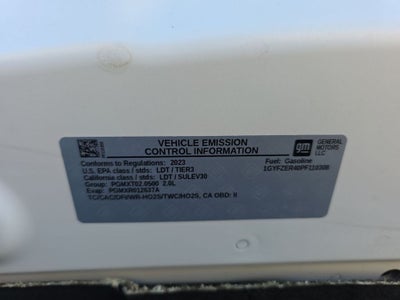 VEHICLE EMISSION
CONTROL INFORMATION
gm GENERAL
MOTORS LLC
Conforms to Regulations: 2023
Fuel: Gasoline
U.S. EPA class / stds: LDT / TIER3
California class / stds: LDT / SULEV30
Group: PGMXT02.0500 2.0L
Evap: PGMXR012537A
TC/CAC/DFI/WR-HO2S/TWC/HO2S, CA OBD: II